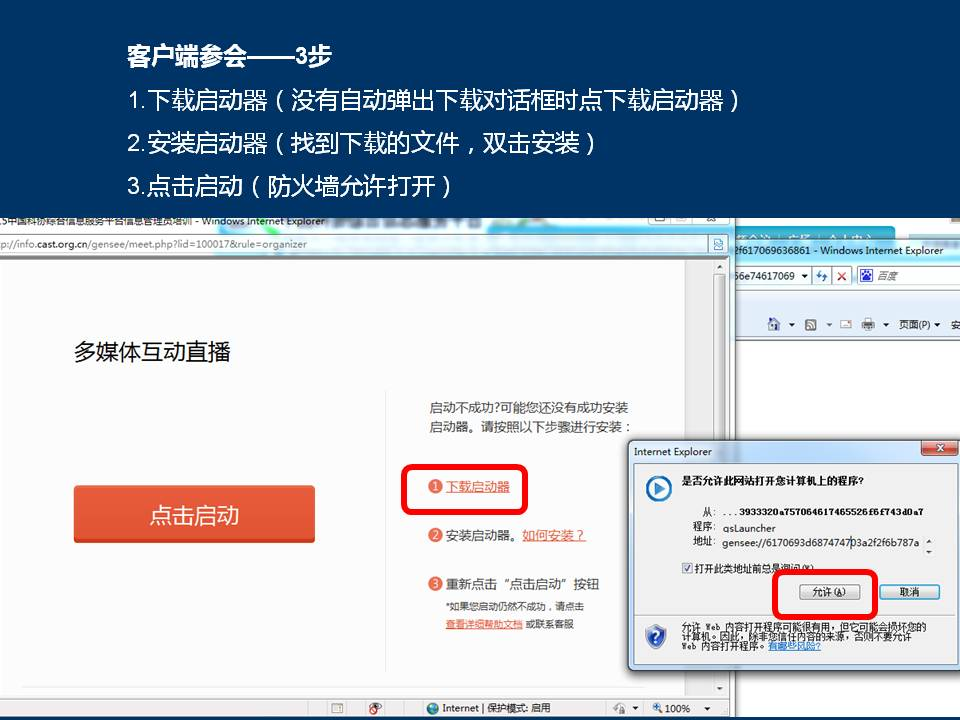 客户端参会——3步
1.下载启动器（没有自动弹出下载对话框时点下载启动器）
2.安装启动器（找到下载的文件，双击安装）
3.点击启动（防火墙允许打开）
5中国科协综合信息服务平台信息管理员培训 - Windows Internet Explorer
p://info.cast.org.cn/gensee/meet.php?lid=100017&rule=organizer
2f617069636861 - Windows Internet Explorer
56e74617069
百度
页面(P)
安
多媒体互动直播
点击启动
启动不成功?可能您还没有成功安装
启动器。请按照以下步骤进行安装：
1 下载启动器
2 安装启动器。如何安装？
3 重新点击“点击启动”按钮
*如果您启动仍然不成功，请点击
查看详细帮助文档 或联系客服
Internet Explorer
是否允许此网站打开您计算机上的程序?
从: ...3933320a757064617465526f6f743d0a7
程序: qsLauncher
地址: gensee://6170693d687474703a2f2f6b787a
打开此类地址前总是询问(W)
允许(A)
取消
允许 Web 内容打开程序可能很有用，但它可能会损坏您的
计算机。因此，除非您信任内容的来源，否则不要允许
Web 内容打开程序。有哪些风险?
Internet | 保护模式: 启用
100%